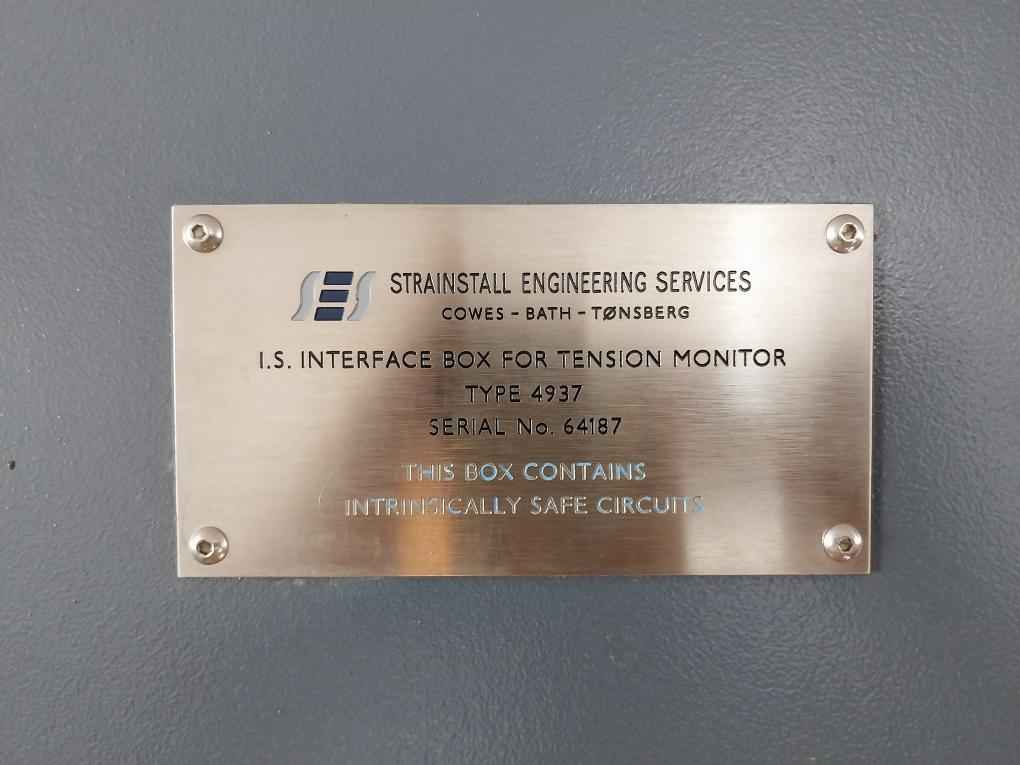 SES STRAINSTALL ENGINEERING SERVICES
COWES - BATH - TØNSBERG
I.S. INTERFACE BOX FOR TENSION MONITOR
TYPE 4937
SERIAL No. 64187
THIS BOX CONTAINS
INTRINSICALLY SAFE CIRCUITS